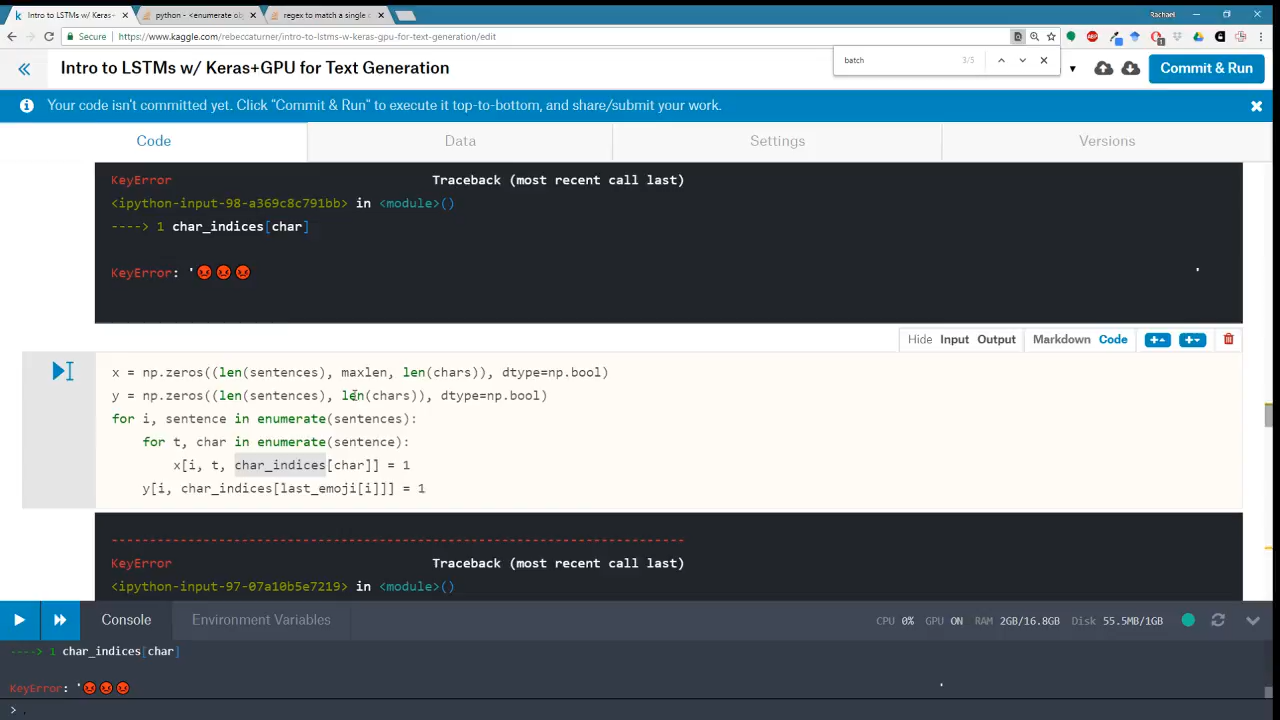 Intro to LSTMs w/ Keras+
python - <enumerate obj
regex to match a single x
Rachael
Secure
https://www.kaggle.com/rebeccaturner/intro-to-lstms-w-keras-gpu-for-text-generation/edit
batch
3/5
Intro to LSTMs w/ Keras+GPU for Text Generation
Commit & Run
Your code isn't committed yet. Click "Commit & Run" to execute it top-to-bottom, and share/submit your work.
Code
Data
Settings
Versions
KeyError Traceback (most recent call last)
<ipython-input-98-a369c8c791bb> in <module>()
----> 1 char_indices[char]
KeyError: '😡😡😡 '
Hide Input Output Markdown Code
x = np.zeros((len(sentences), maxlen, len(chars)), dtype=np.bool)
y = np.zeros((len(sentences), len(chars)), dtype=np.bool)
for i, sentence in enumerate(sentences):
for t, char in enumerate(sentence):
x[i, t, char_indices[char]] = 1
y[i, char_indices[last_emoji[i]]] = 1
---------------------------------------------------------------------------
KeyError Traceback (most recent call last)
<ipython-input-97-07a10b5e7219> in <module>()
Console
Environment Variables
CPU 0% GPU ON RAM 2GB/16.8GB Disk 55.5MB/1GB
----> 1 char_indices[char]
KeyError: '😡😡😡 '
>